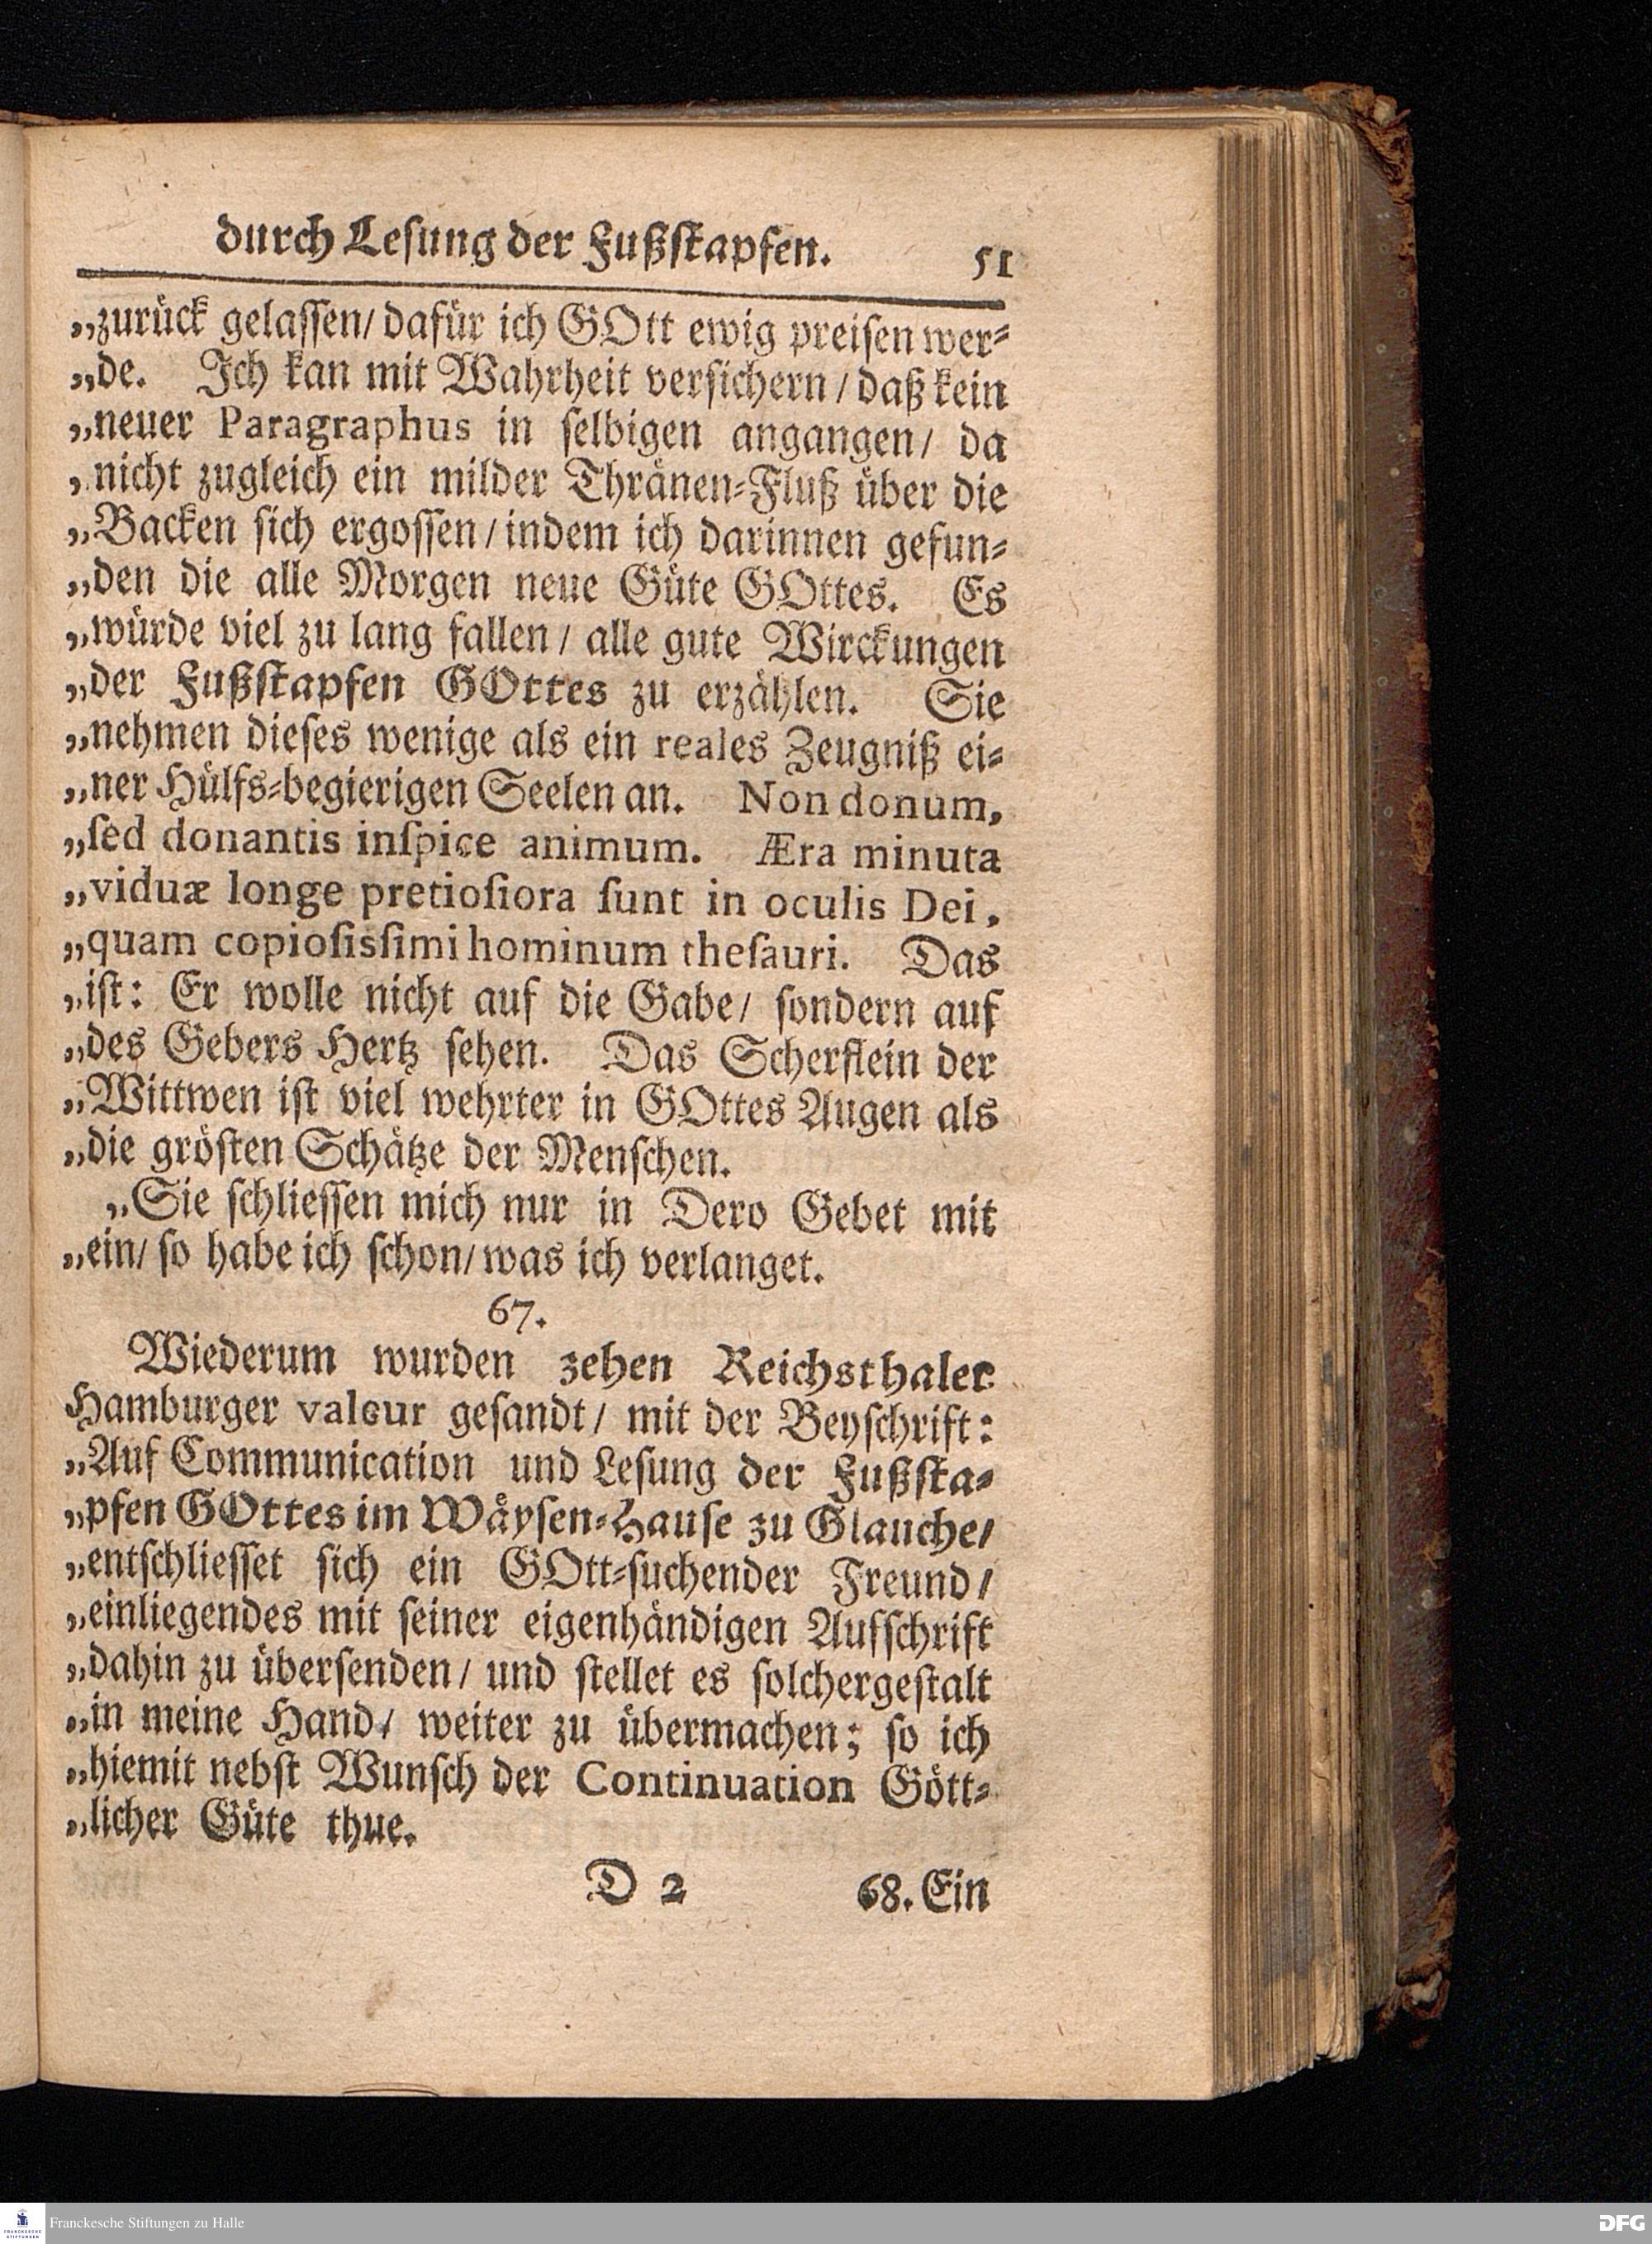 durch Leſung der Fußſtapfen. 51
„zurück gelaſſen/ dafür ich GOtt ewig preiſen wer-
„de. Ich kan mit Wahrheit verſichern / daß kein
„neuer Paragraphus in ſelbigen angangen/ da
„nicht zugleich ein milder Thränen-Fluß über die
„Backen ſich ergoſſen / indem ich darinnen gefun-
„den die alle Morgen neue Güte GOttes. Es
„würde viel zu lang fallen / alle gute Wirckungen
„der Fußſtapfen GOttes zu erzählen. Sie
„nehmen dieſes wenige als ein reales Zeugniß ei-
„ner Hülfs-begierigen Seelen an. Non donum,
„ſed donantis inſpice animum. Æra minuta
„viduæ longe pretioſiora ſunt in oculis Dei,
„quam copioſisſimi hominum theſauri. Das
„iſt: Er wolle nicht auf die Gabe/ ſondern auf
„des Gebers Hertz ſehen. Das Scherflein der
„Wittwen iſt viel wehrter in GOttes Augen als
„die gröſten Schätze der Menſchen.
„Sie ſchlieſſen mich nur in Dero Gebet mit
„ein/ ſo habe ich ſchon/ was ich verlanget.
67.
Wiederum wurden zehen Reichsthaler
Hamburger valeur geſandt/ mit der Beyſchrift:
„Auf Communication und Leſung der Fußſta-
„pfen GOttes im Wäyſen-Hauſe zu Glauche/
„entſchlieſſet ſich ein GOtt-ſuchender Freund /
„einliegendes mit ſeiner eigenhändigen Aufſchrift
„dahin zu überſenden/ und ſtellet es ſolchergeſtalt
„in meine Hand/ weiter zu übermachen; ſo ich
„hiemit nebſt Wunſch der Continuation Gött-
„licher Güte thue.
D 2 68. Ein
FRANCKESCHE STIFTUNGEN
Franckesche Stiftungen zu Halle
DFG